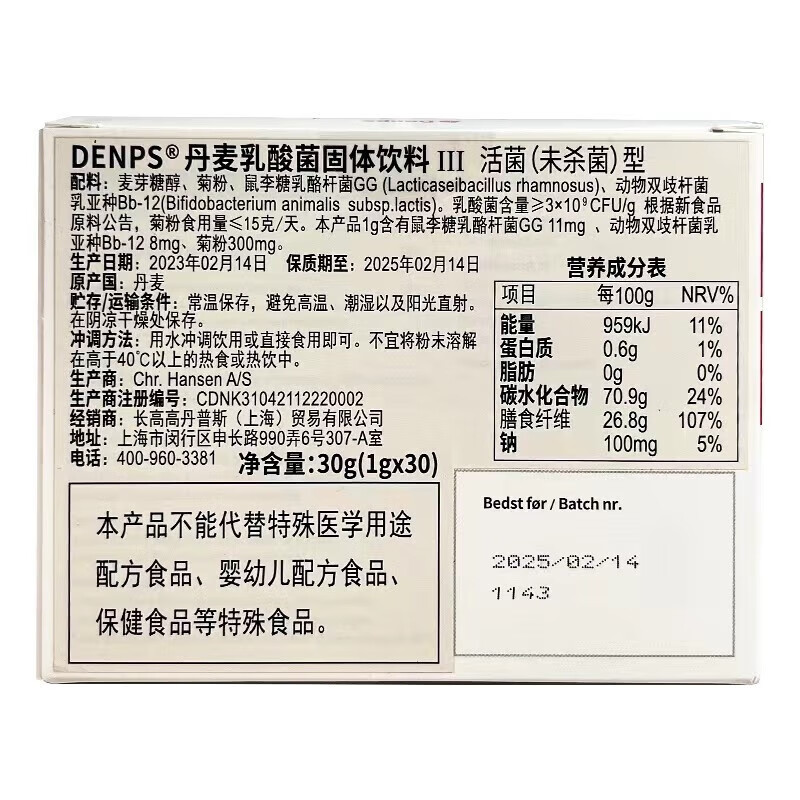 DENPS® 丹麦乳酸菌固体饮料 III 活菌(未杀菌)型
配料：麦芽糖醇、菊粉、鼠李糖乳酪杆菌GG (Lacticaseibacillus rhamnosus)、动物双歧杆菌
乳亚种Bb-12(Bifidobacterium animalis subsp.lactis)。乳酸菌含量≥3*10⁹CFU/g 根据新食品
原料公告，菊粉食用量≤15克/天。本产品1g含有鼠李糖乳酪杆菌GG 11mg 、动物双歧杆菌乳
亚种Bb-12 8mg、菊粉300mg。
生产日期：2023年02月14日 保质期至：2025年02月14日
原产国：丹麦
贮存/运输条件：常温保存，避免高温、潮湿以及阳光直射。
在阴凉干燥处保存。
冲调方法：用水冲调饮用或直接食用即可。不宜将粉末溶解
在高于40℃以上的热食或热饮中。
生产商：Chr. Hansen A/S
生产商注册编号：CDNK31042112220002
经销商：长高高丹普斯（上海）贸易有限公司
地址：上海市闵行区申长路990弄6号307-A室
电话：400-960-3381 净含量：30g(1gx30)
营养成分表
项目 每100g NRV%
能量 959kJ 11%
蛋白质 0.6g 1%
脂肪 0g 0%
碳水化合物 70.9g 24%
膳食纤维 26.8g 107%
钠 100mg 5%
本产品不能代替特殊医学用途
配方食品、婴幼儿配方食品、
保健食品等特殊食品。
Bedst før / Batch nr.
2025/02/14
1143